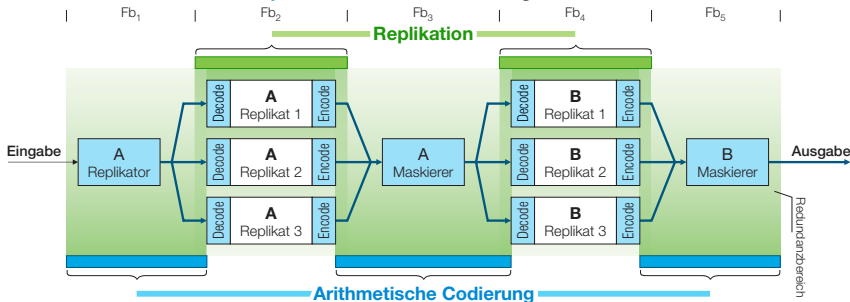 Fb₁ Fb₂ Fb₃ Fb₄ Fb₅
Replikation
Decode
A
Replikat 1
Encode
Decode
B
Replikat 1
Encode
Eingabe
A
Replikator
Decode
A
Replikat 2
Encode
A
Maskierer
Decode
B
Replikat 2
Encode
B
Maskierer
Ausgabe
Decode
A
Replikat 3
Encode
Decode
B
Replikat 3
Encode
Redundanzbereich
Arithmetische Codierung